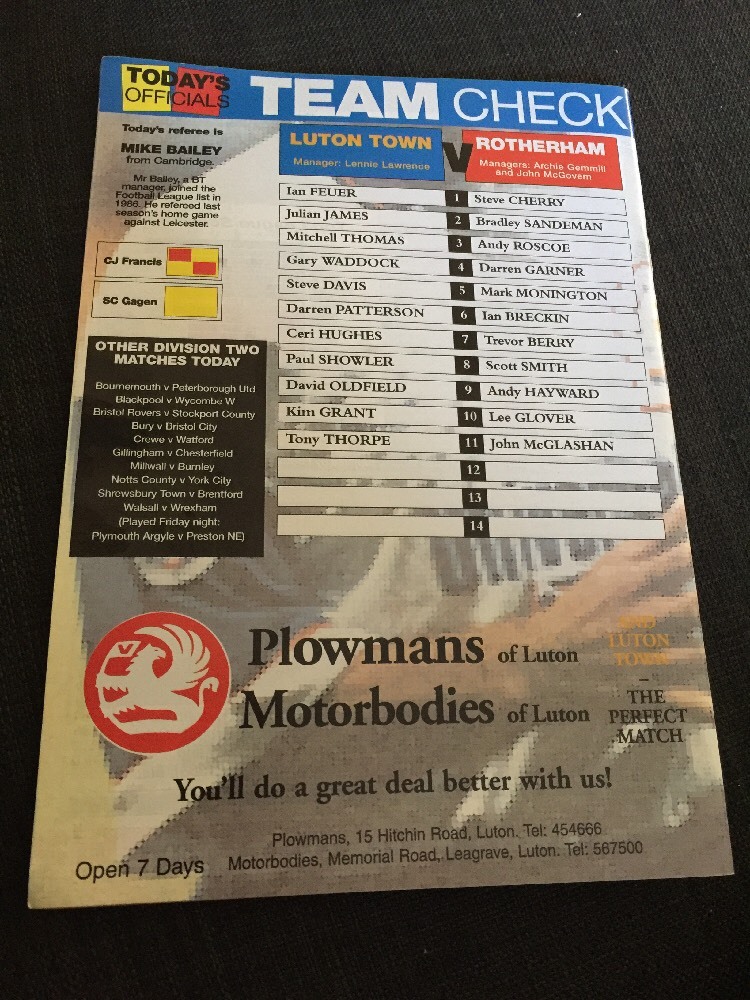 TODAY'S
OFFICIALS
TEAM CHECK
Today's referee is
MIKE BAILEY
from Cambridge.
Mr Bailey, a BT
manager, joined the
Football League list in
1986. He refereed last
season's home game
against Leicester.
CJ Francis
SC Gagen
OTHER DIVISION TWO
MATCHES TODAY
Bournemouth v Peterborough Utd
Blackpool v Wycombe W
Bristol Rovers v Stockport County
Bury v Bristol City
Crewe v Watford
Gillingham v Chesterfield
Millwall v Burnley
Notts County v York City
Shrewsbury Town v Brentford
Walsall v Wrexham
(Played Friday night:
Plymouth Argyle v Preston NE)
LUTON TOWN V ROTHERHAM
Manager: Lennie Lawrence
Managers: Archie Gemmill
and John McGovern
Ian FEUER 1 Steve CHERRY
Julian JAMES 2 Bradley SANDEMAN
Mitchell THOMAS 3 Andy ROSCOE
Gary WADDOCK 4 Darren GARNER
Steve DAVIS 5 Mark MONINGTON
Darren PATTERSON 6 Ian BRECKIN
Ceri HUGHES 7 Trevor BERRY
Paul SHOWLER 8 Scott SMITH
David OLDFIELD 9 Andy HAYWARD
Kim GRANT 10 Lee GLOVER
Tony THORPE 11 John McGLASHAN
12
13
14
Plowmans of Luton
Motorbodies of Luton
AND
LUTON
TOWN
–
THE
PERFECT
MATCH
You'll do a great deal better with us!
Open 7 Days
Plowmans, 15 Hitchin Road, Luton. Tel: 454666
Motorbodies, Memorial Road, Leagrave, Luton. Tel: 567500